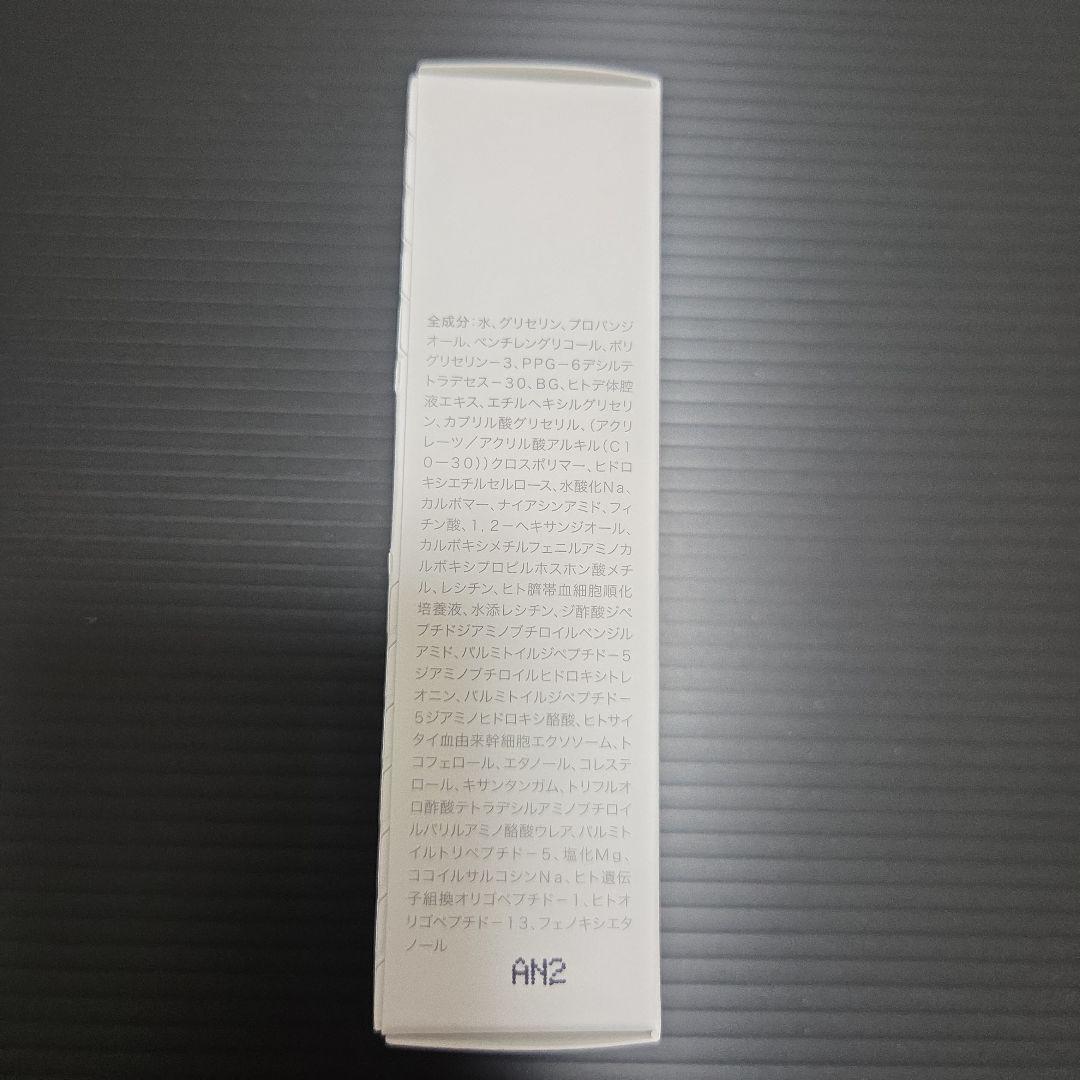 全成分：水、グリセリン、プロパンジ
オール、ペンチレングリコール、ポリ
グリセリン－3、PPG－6デシルテ
トラデセス－30、BG、ヒトデ体腔
液エキス、エチルヘキシルグリセリ
ン、カプリル酸グリセリル、（アクリ
レーツ／アクリル酸アルキル（C1
0－30））クロスポリマー、ヒドロ
キシエチルセルロース、水酸化Na、
カルボマー、ナイアシンアミド、フィ
チン酸、1，2－ヘキサンジオール、
カルボキシメチルフェニルアミノカ
ルボキシプロピルホスホン酸メチ
ル、レシチン、ヒト臍帯血細胞順化
培養液、水添レシチン、ジ酢酸ジペ
プチドジアミノブチロイルベンジル
アミド、パルミトイルジペプチド－5
ジアミノブチロイルヒドロキシトレ
オニン、パルミトイルジペプチド－
5ジアミノヒドロキシ酪酸、ヒトサイ
タイ血由来幹細胞エクソソーム、ト
コフェロール、エタノール、コレステ
ロール、キサンタンガム、トリフルオ
ロ酢酸テトラデシルアミノブチロイ
ルバリルアミノ酪酸ウレア、パルミト
イルトリペプチド－5、塩化Mg、
ココイルサルコシンNa、ヒト遺伝
子組換オリゴペプチド－1、ヒトオ
リゴペプチド－13、フェノキシエタ
ノール
AN2